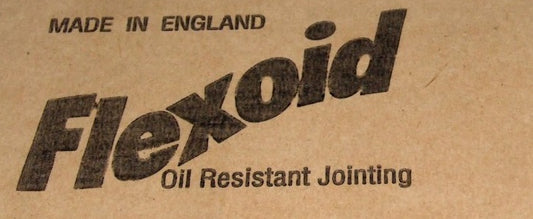 MADE IN ENGLAND
Flexoid
Oil Resistant Jointing